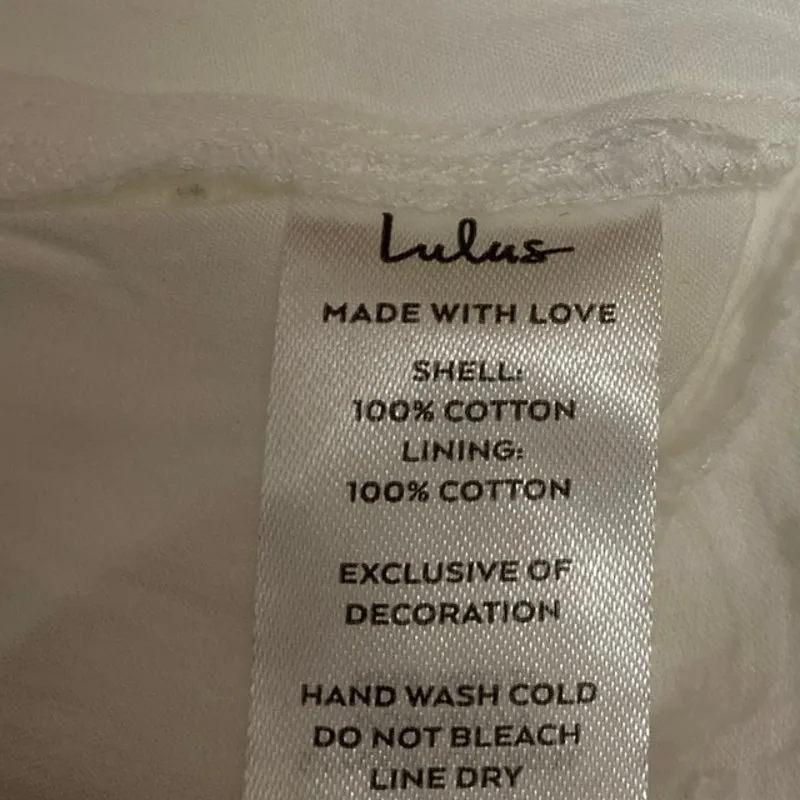 Lulus
MADE WITH LOVE
SHELL:
100% COTTON
LINING:
100% COTTON
EXCLUSIVE OF
DECORATION
HAND WASH COLD
DO NOT BLEACH
LINE DRY